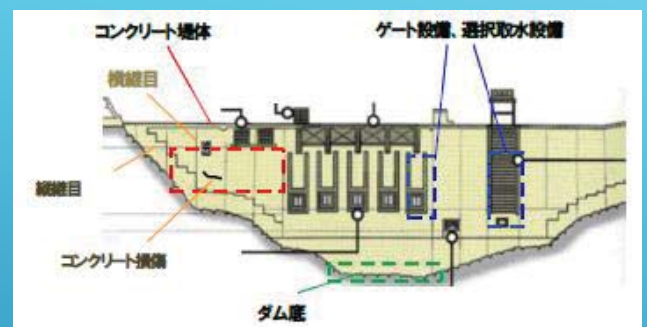 コンクリート堤体
ゲート設備、選択取水設備
横継目
縦継目
コンクリート損傷
ダム底